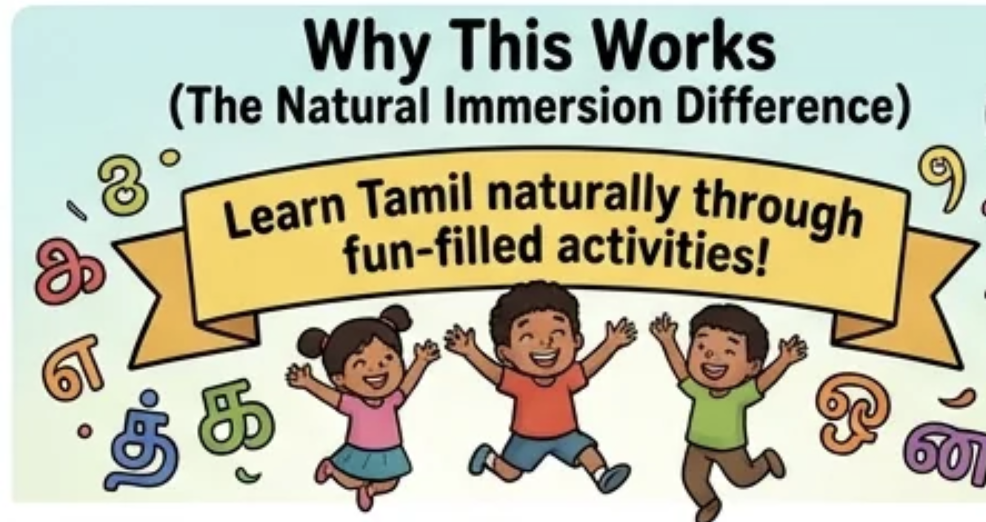 Why This Works
(The Natural Immersion Difference)
Learn Tamil naturally through
fun-filled activities!
எ
த்
க
ஒ